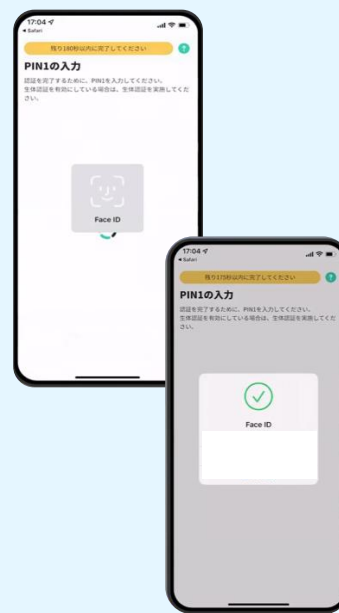 17:04
◀ Safari
残り180秒以内に完了してください
PIN1の入力
認証を完了するために、PIN1を入力してください。
生体認証を有効にしている場合は、生体認証を実施してくだ
さい。
Face ID
17:04
◀ Safari
残り175秒以内に完了してください
PIN1の入力
認証を完了するために、PIN1を入力してください。
生体認証を有効にしている場合は、生体認証を実施してくだ
さい。
Face ID